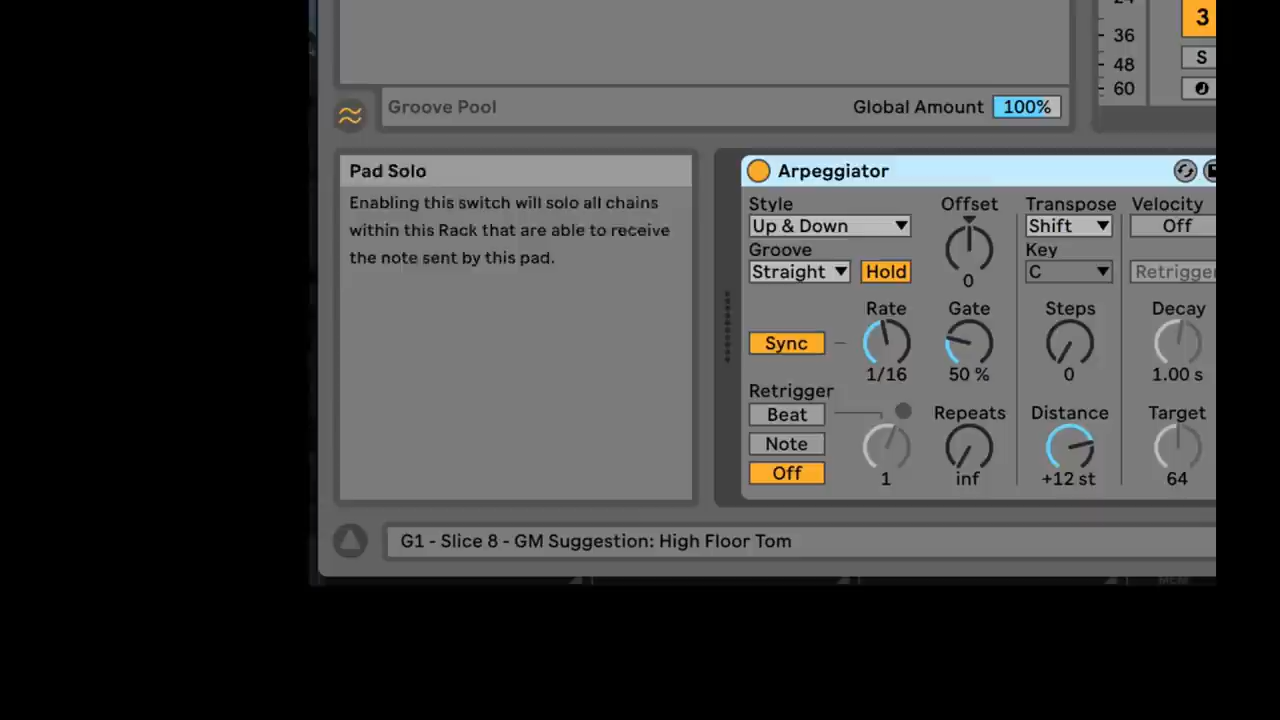 24
36
48
60
3
S
Groove Pool
Global Amount 100%
Pad Solo
Enabling this switch will solo all chains
within this Rack that are able to receive
the note sent by this pad.
Arpeggiator
Style
Up & Down
Groove
Straight
Hold
Offset
0
Transpose
Shift
Key
C
Velocity
Off
Retrigger
Sync
Rate
1/16
Gate
50 %
Steps
0
Decay
1.00 s
Retrigger
Beat
Note
Off
1
Repeats
inf
Distance
+12 st
Target
64
G1 - Slice 8 - GM Suggestion: High Floor Tom